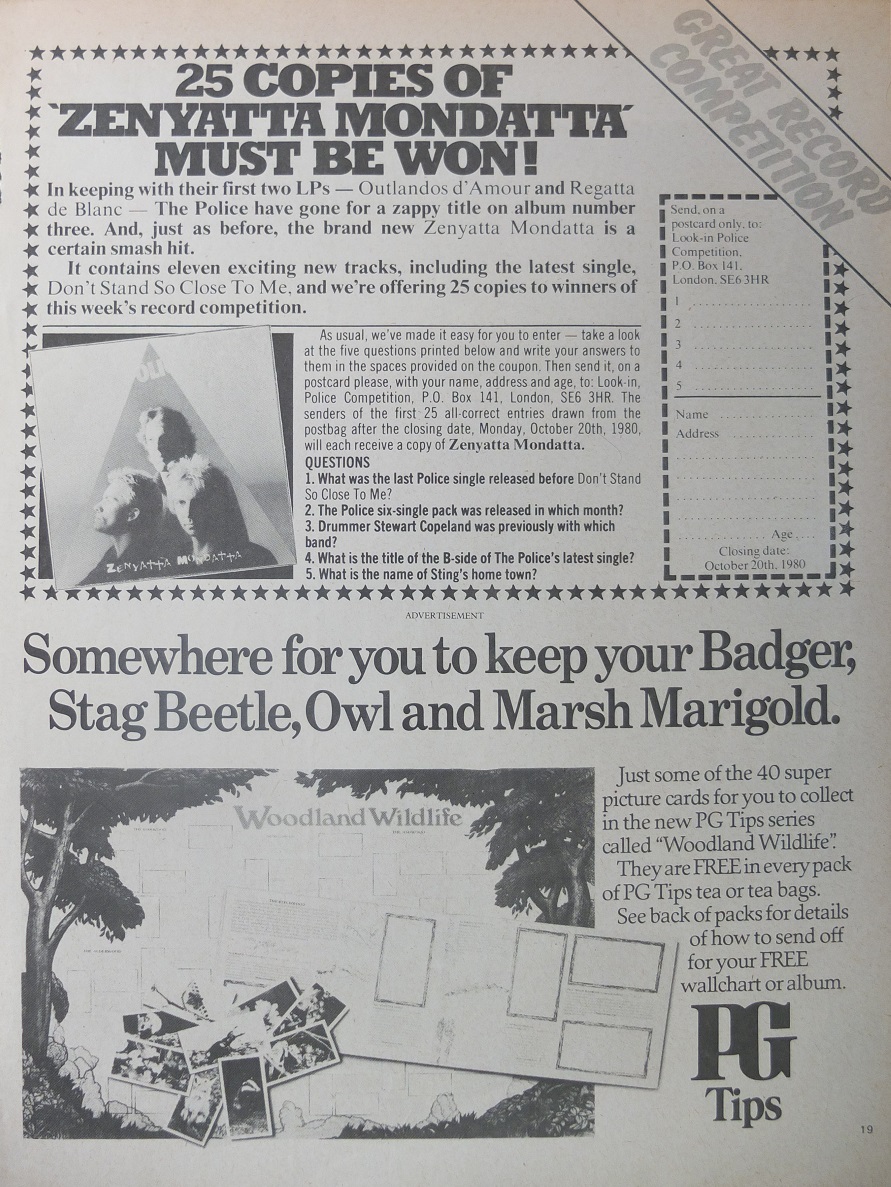 GREAT RECORD
COMPETITION
25 COPIES OF
'ZENYATTA MONDATTA'
MUST BE WON!
In keeping with their first two LPs — Outlandos d'Amour and Regatta
de Blanc — The Police have gone for a zappy title on album number
three. And, just as before, the brand new Zenyatta Mondatta is a
certain smash hit.
It contains eleven exciting new tracks, including the latest single,
Don't Stand So Close To Me, and we're offering 25 copies to winners of
this week's record competition.
ZENYATTA MONDATTA
As usual, we've made it easy for you to enter — take a look
at the five questions printed below and write your answers to
them in the spaces provided on the coupon. Then send it, on a
postcard please, with your name, address and age, to: Look-in,
Police Competition, P.O. Box 141, London, SE6 3HR. The
senders of the first 25 all-correct entries drawn from the
postbag after the closing date, Monday, October 20th, 1980,
will each receive a copy of Zenyatta Mondatta.
QUESTIONS
1. What was the last Police single released before Don't Stand
So Close To Me?
2. The Police six-single pack was released in which month?
3. Drummer Stewart Copeland was previously with which
band?
4. What is the title of the B-side of The Police's latest single?
5. What is the name of Sting's home town?
Send, on a
postcard only, to:
Look-in Police
Competition,
P.O. Box 141,
London, SE6 3HR
1
2
3
4
5
Name
Address
Age
Closing date:
October 20th, 1980
ADVERTISEMENT
Somewhere for you to keep your Badger,
Stag Beetle, Owl and Marsh Marigold.
Woodland Wildlife
Just some of the 40 super
picture cards for you to collect
in the new PG Tips series
called "Woodland Wildlife".
They are FREE in every pack
of PG Tips tea or tea bags.
See back of packs for details
of how to send off
for your FREE
wallchart or album.
PG
Tips
19